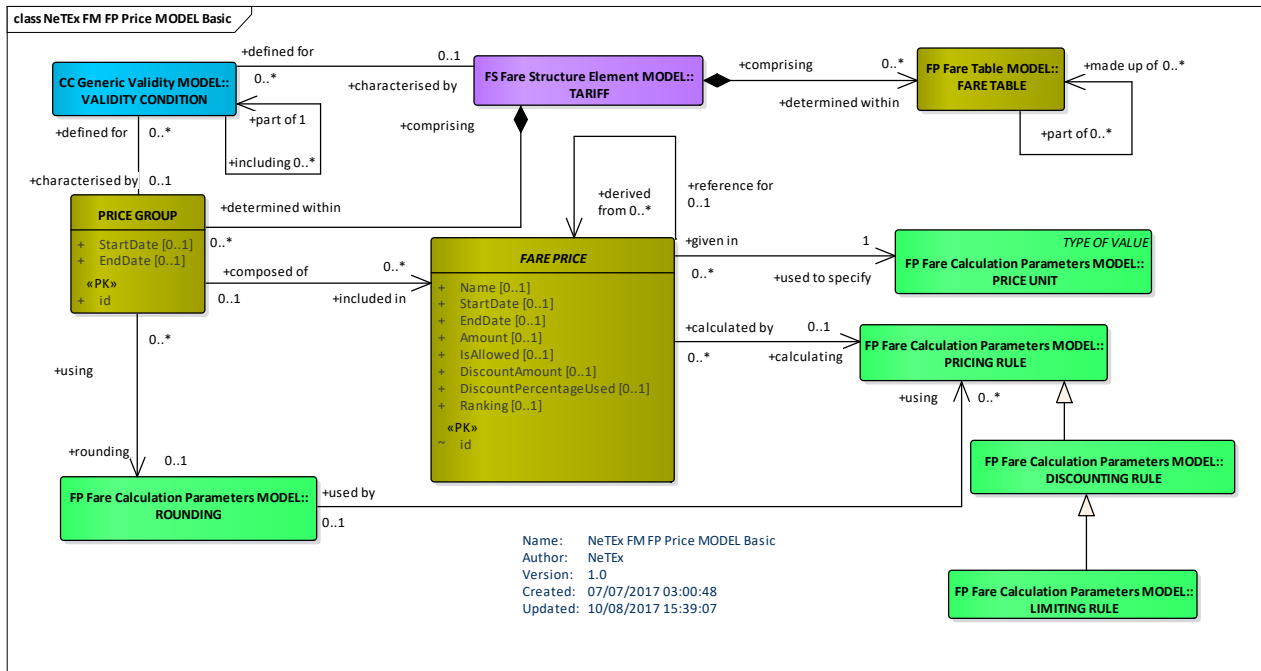 class NeTEx FM FP Price MODEL Basic
CC Generic Validity MODEL::
VALIDITY CONDITION
+defined for
0..*
0..1
+characterised by
FS Fare Structure Element MODEL::
TARIFF
+comprising
0..*
+determined within
FP Fare Table MODEL::
FARE TABLE
+made up of 0..*
+part of 0..*
+part of 1
+including 0..*
+defined for
0..*
+characterised by
0..1
+comprising
+determined within
0..*
PRICE GROUP
+ StartDate [0..1]
+ EndDate [0..1]
«PK»
+ id
+composed of
0..1
0..*
+included in
+derived
from 0..*
+reference for
0..1
FARE PRICE
+ Name [0..1]
+ StartDate [0..1]
+ EndDate [0..1]
+ Amount [0..1]
+ IsAllowed [0..1]
+ DiscountAmount [0..1]
+ DiscountPercentageUsed [0..1]
+ Ranking [0..1]
«PK»
~ id
+given in
0..*
1
+used to specify
TYPE OF VALUE
FP Fare Calculation Parameters MODEL::
PRICE UNIT
+calculated by
0..*
0..1
+calculating
FP Fare Calculation Parameters MODEL::
PRICING RULE
0..*
+using
+rounding
0..1
FP Fare Calculation Parameters MODEL::
ROUNDING
+used by
0..1
+using
0..*
FP Fare Calculation Parameters MODEL::
DISCOUNTING RULE
FP Fare Calculation Parameters MODEL::
LIMITING RULE
Name: NeTEx FM FP Price MODEL Basic
Author: NeTEx
Version: 1.0
Created: 07/07/2017 03:00:48
Updated: 10/08/2017 15:39:07